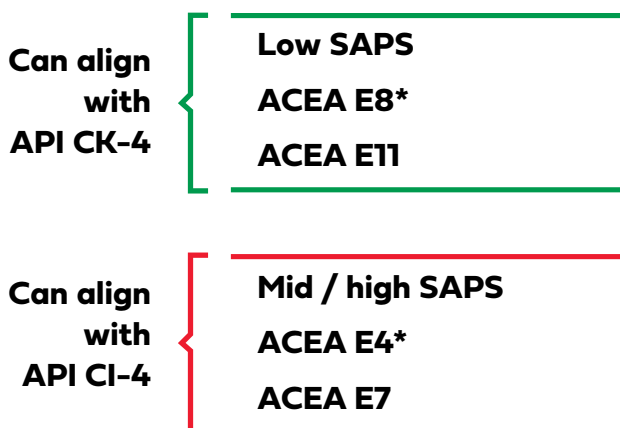 Can align
with
API CK-4
Low SAPS
ACEA E8*
ACEA E11
Can align
with
API CI-4
Mid / high SAPS
ACEA E4*
ACEA E7